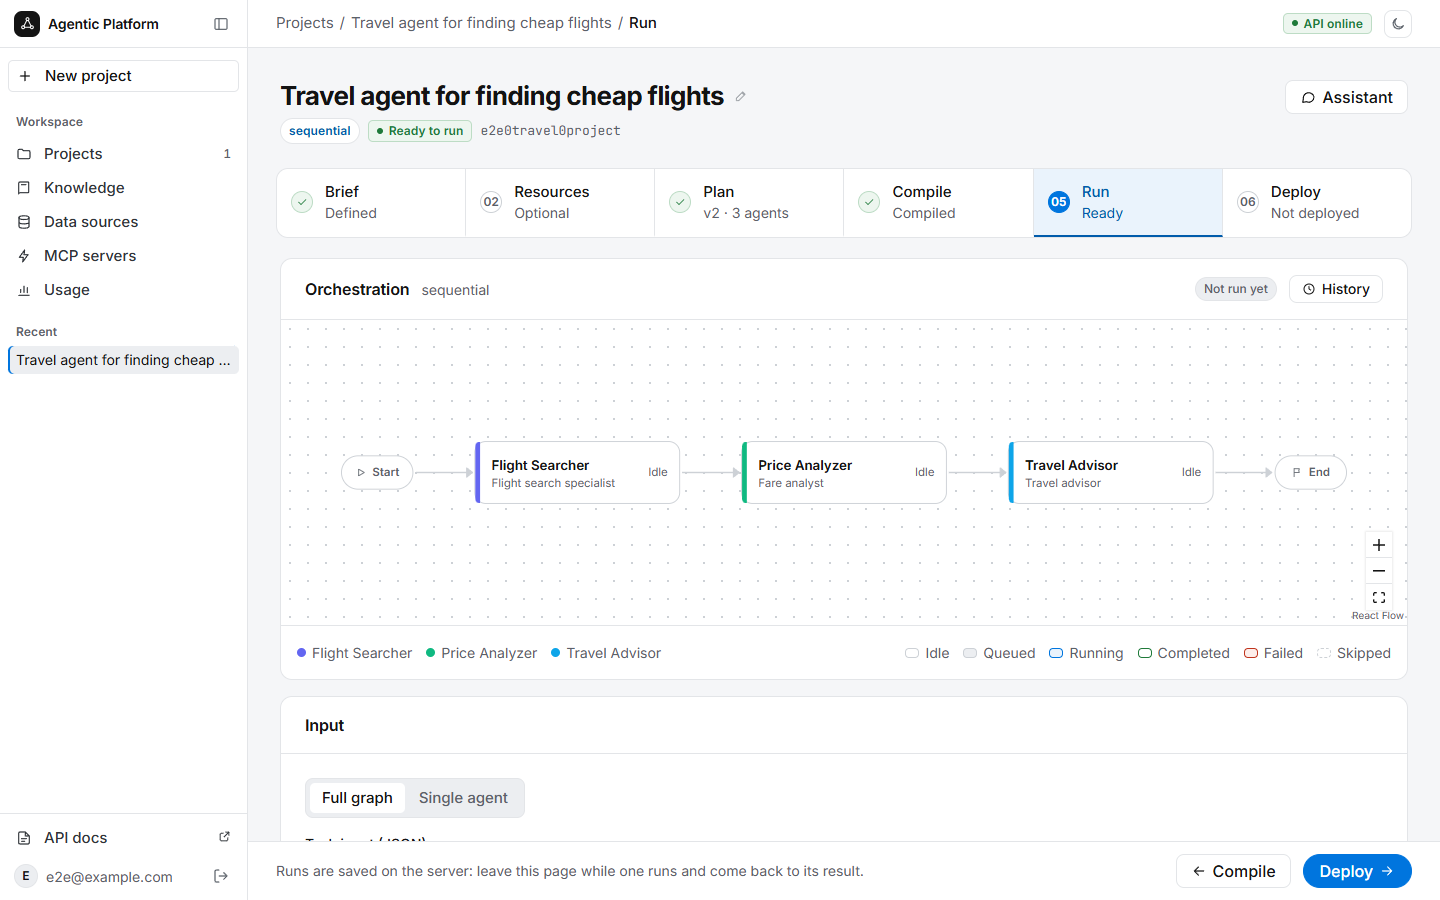 Agentic Platform
Projects / Travel agent for finding cheap flights / Run
API online
New project
Workspace
Projects 1
Knowledge
Data sources
MCP servers
Usage
Recent
Travel agent for finding cheap ...
API docs
E e2e@example.com
Travel agent for finding cheap flights
Assistant
sequential Ready to run e2e0travel0project
Brief
Defined
02 Resources
Optional
Plan
v2 · 3 agents
Compile
Compiled
05 Run
Ready
06 Deploy
Not deployed
Orchestration sequential
Not run yet History
Start
Flight Searcher
Flight search specialist
Idle
Price Analyzer
Fare analyst
Idle
Travel Advisor
Travel advisor
Idle
End
React Flow
Flight Searcher Price Analyzer Travel Advisor
Idle Queued Running Completed Failed Skipped
Input
Full graph Single agent
Runs are saved on the server: leave this page while one runs and come back to its result.
Compile Deploy